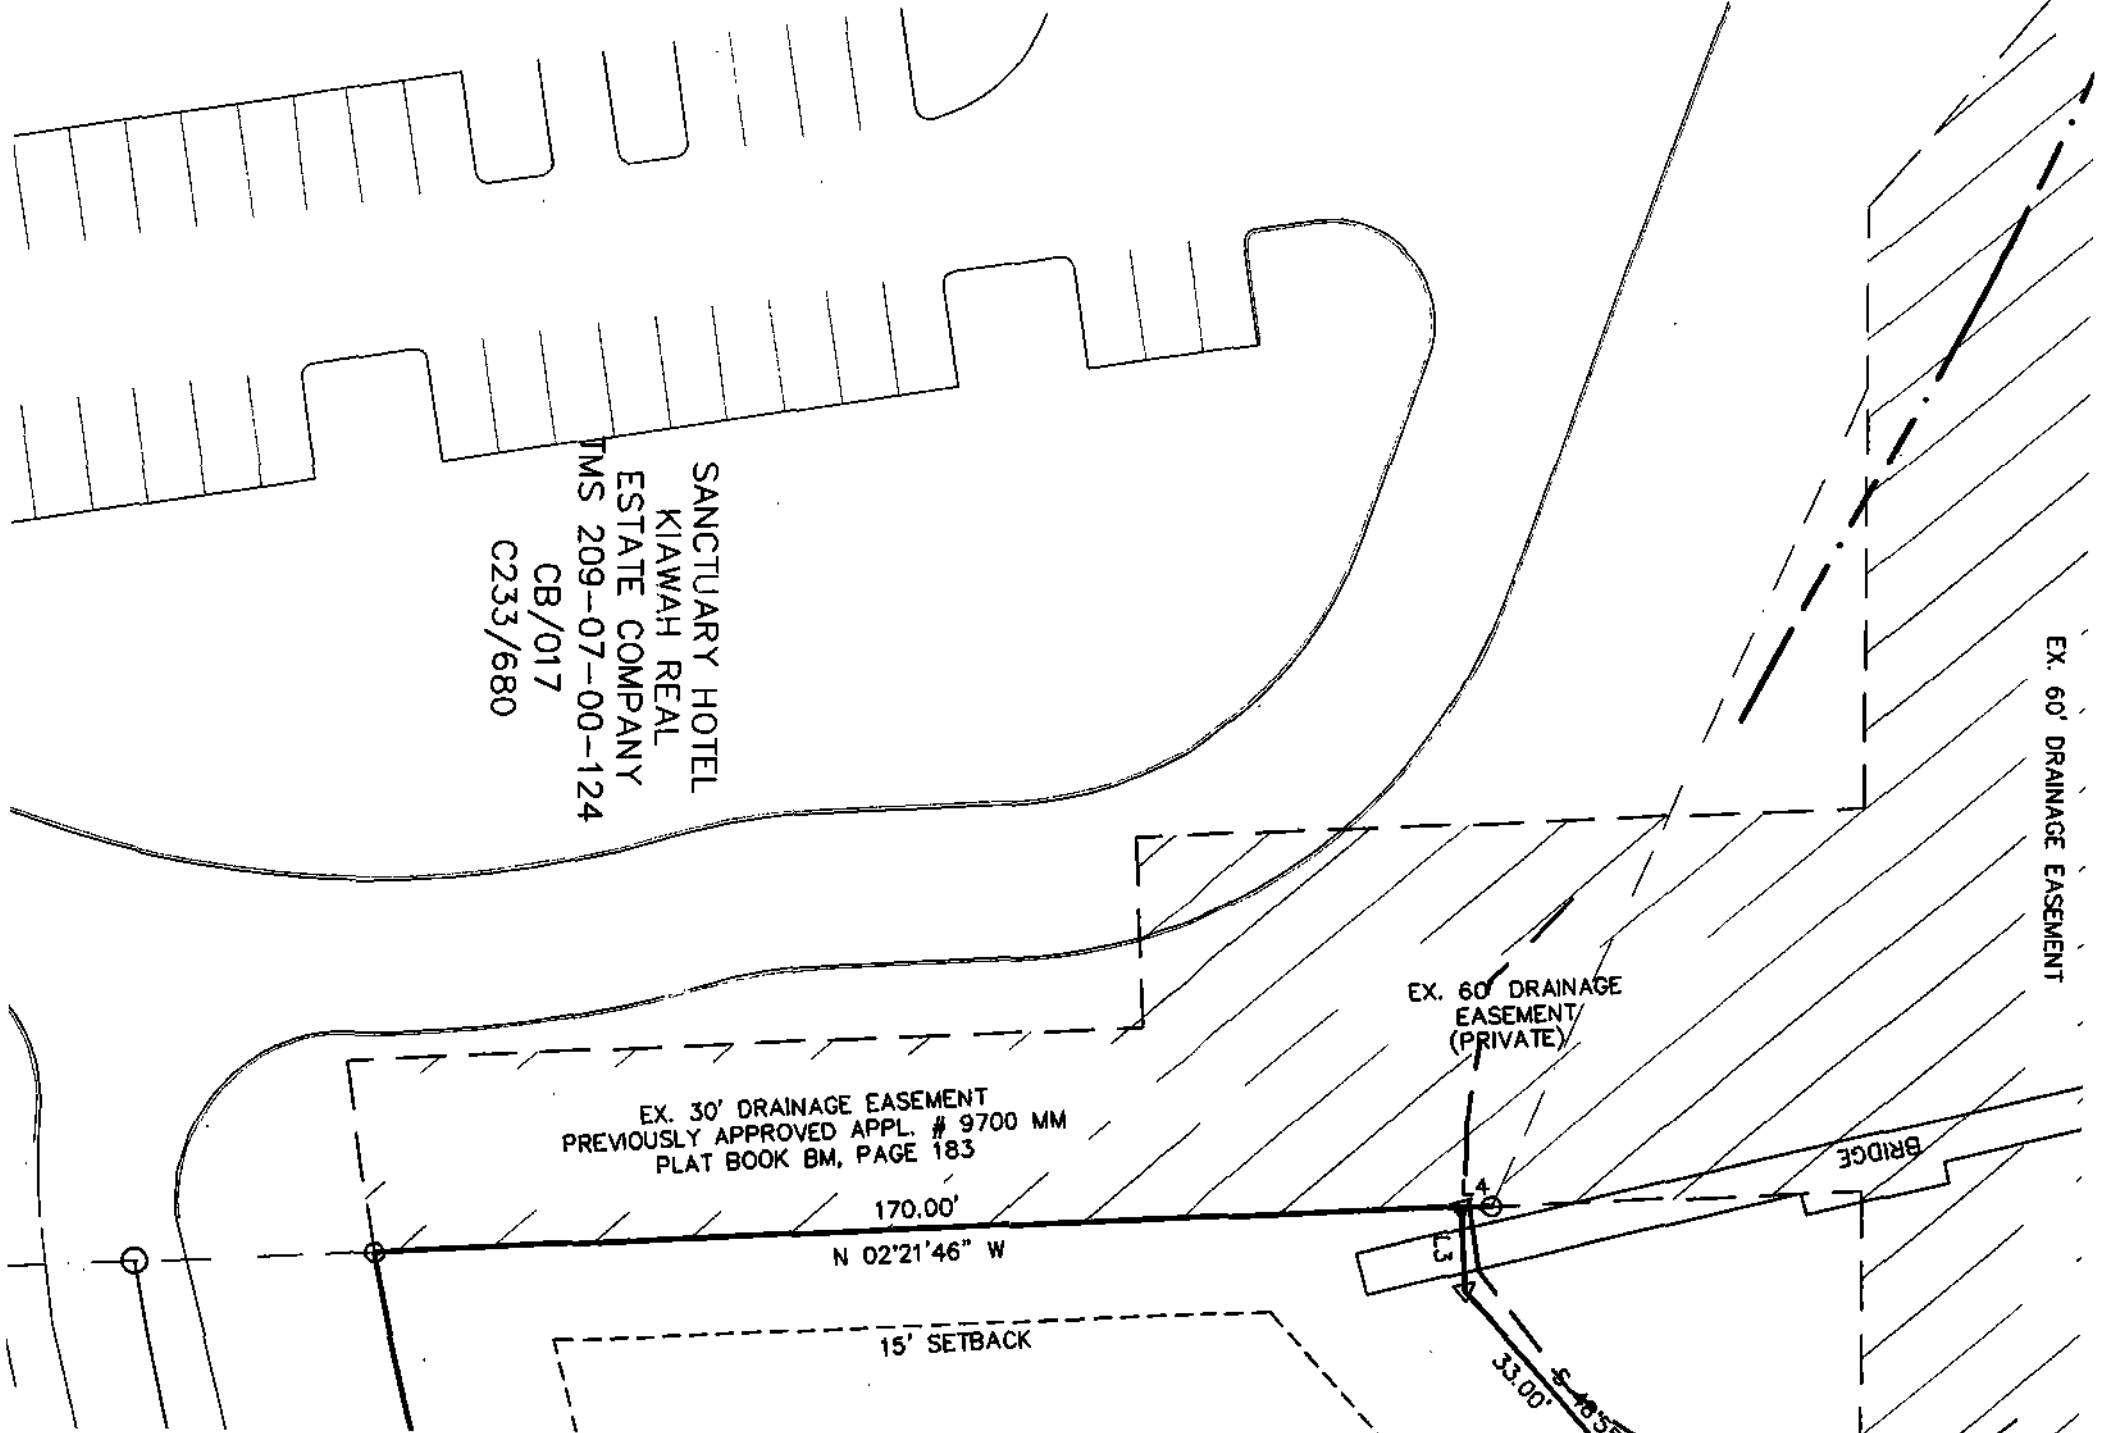 SANCTUARY HOTEL
KIAWAH REAL
ESTATE COMPANY
TMS 209-07-00-124
CB/017
C233/680
EX. 60' DRAINAGE EASEMENT
EX. 60' DRAINAGE
EASEMENT
(PRIVATE)
EX. 30' DRAINAGE EASEMENT
PREVIOUSLY APPROVED APPL. # 9700 MM
PLAT BOOK BM, PAGE 183
170.00'
N 02°21'46" W
15' SETBACK
BRIDGE
L4
L3
33.00'